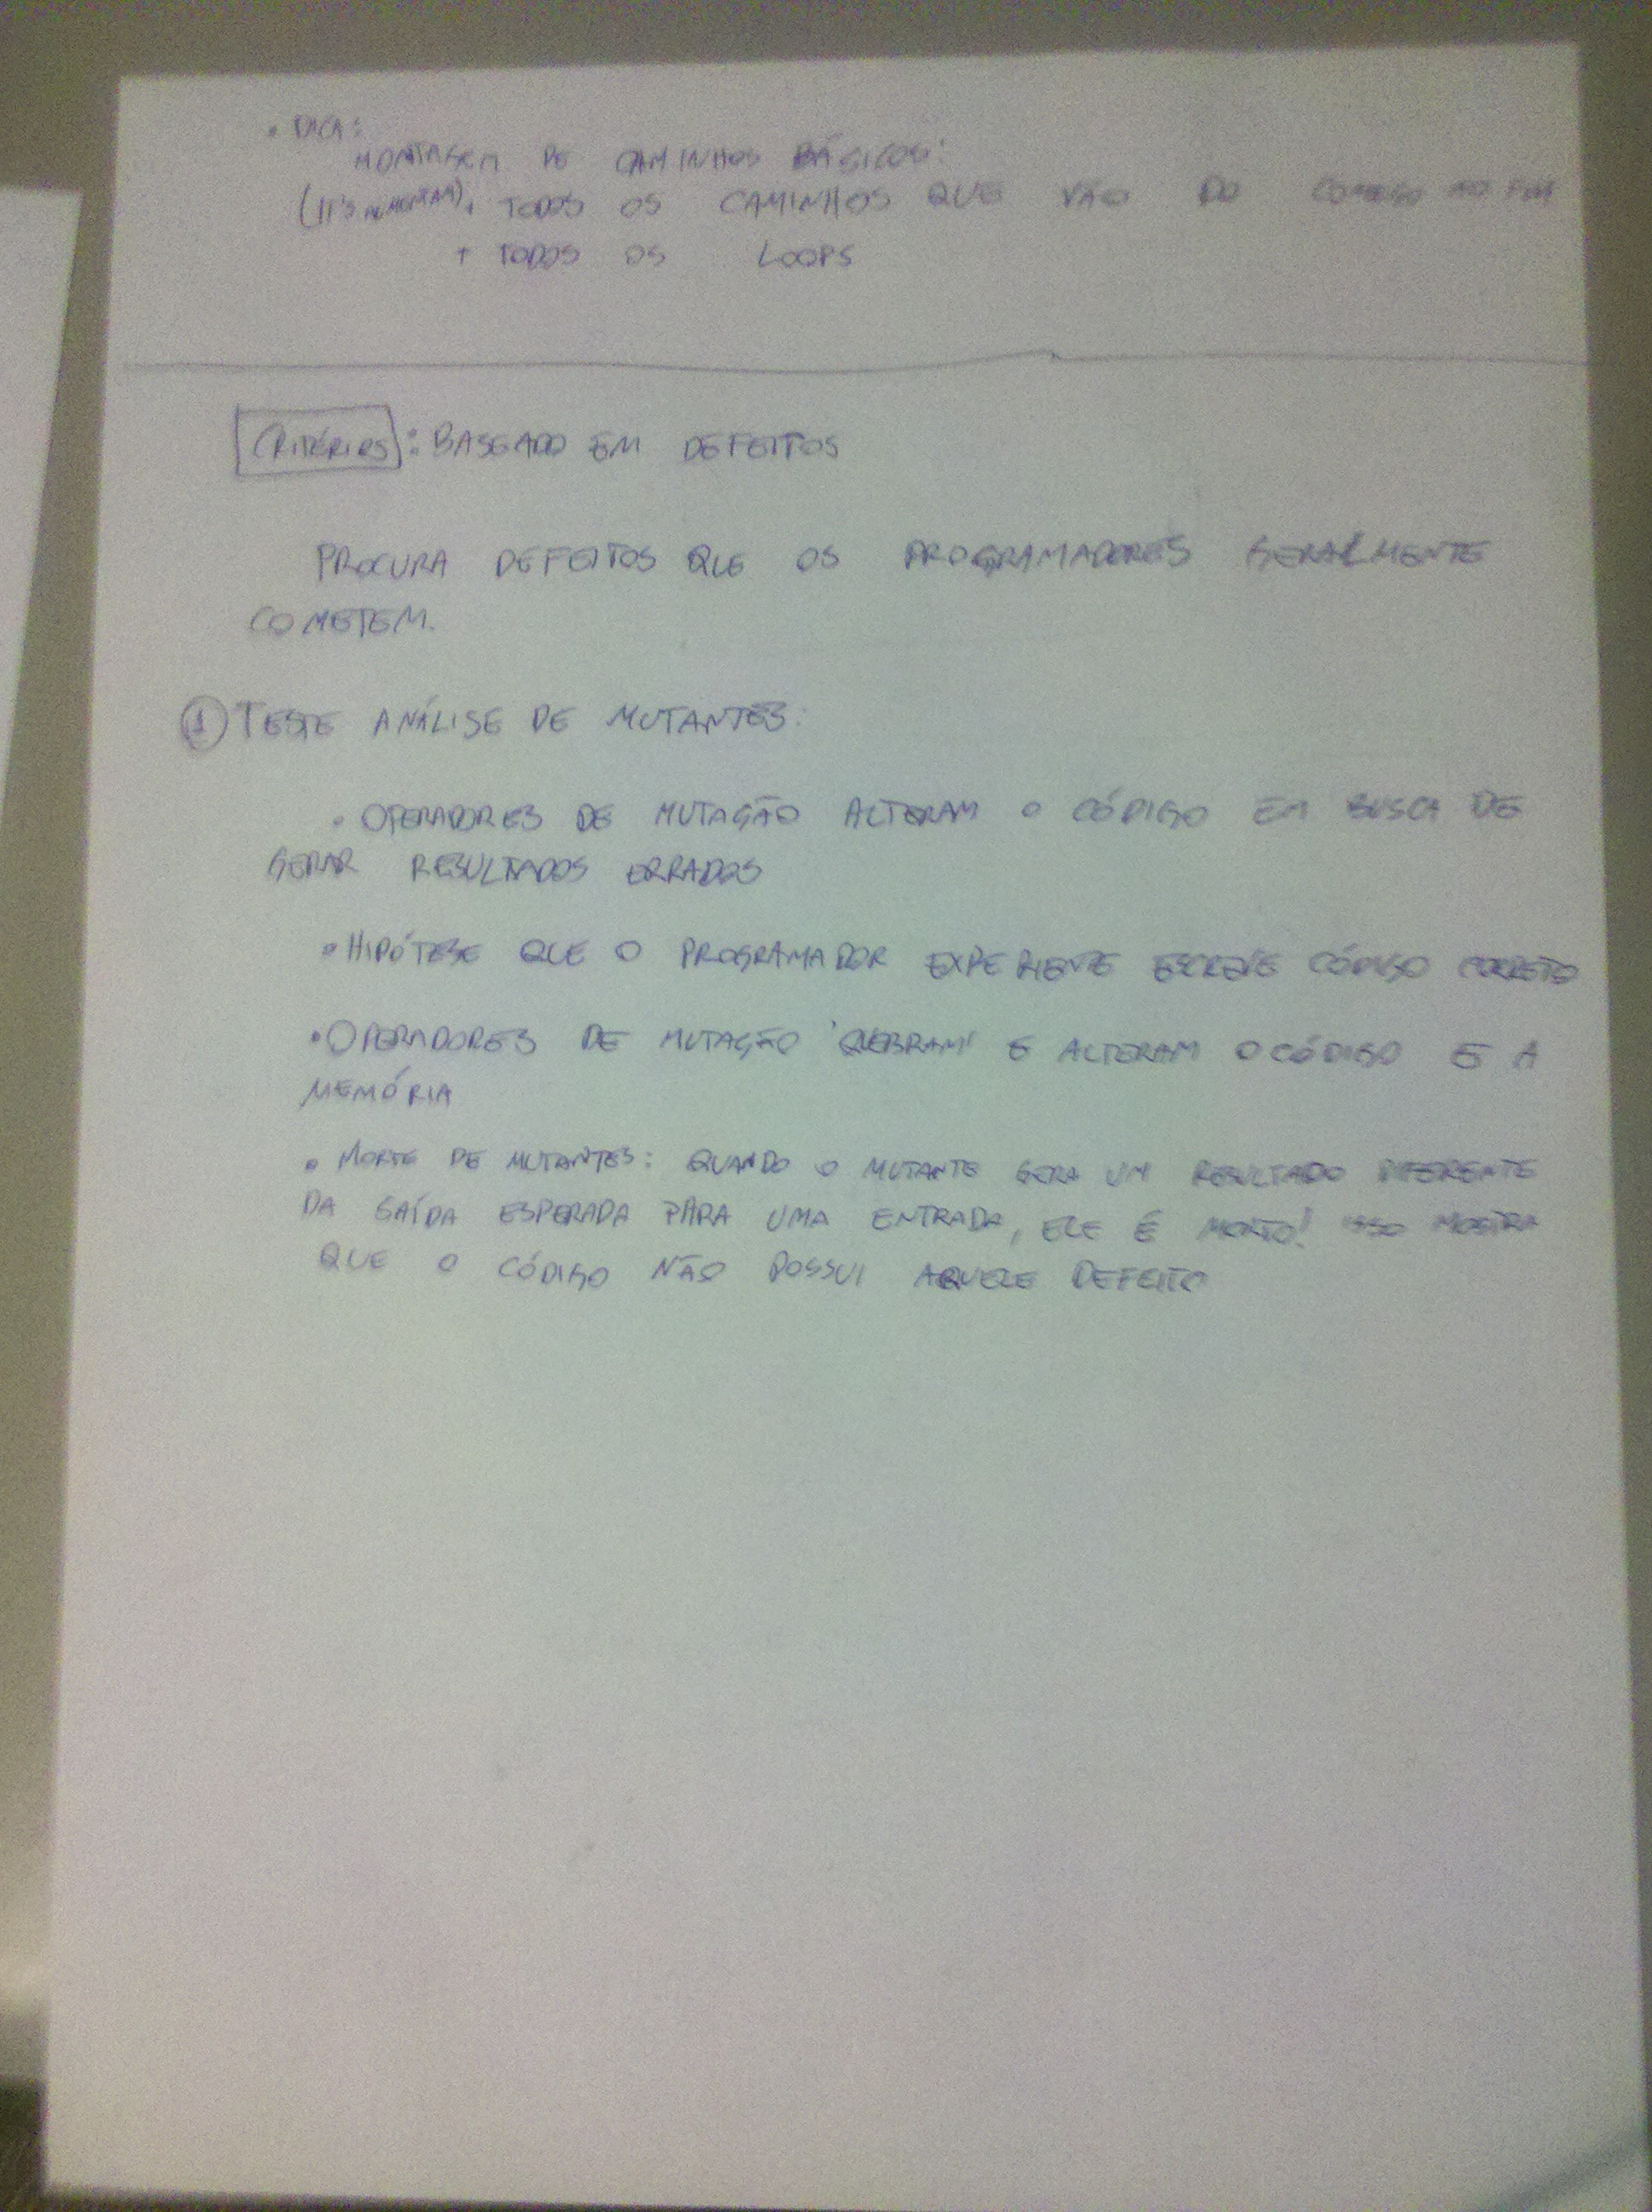 • DICA:
MONTAGEM DE CAMINHOS BÁSICOS:
(IF'S AUMENTAM) + TODOS OS CAMINHOS QUE VÃO DO COMEÇO AO FIM
+ TODOS OS LOOPS
CRITÉRIOS: BASEADO EM DEFEITOS
PROCURA DEFEITOS QUE OS PROGRAMADORES GERALMENTE
COMETEM.
① TESTE ANÁLISE DE MUTANTES:
• OPERADORES DE MUTAÇÃO ALTERAM O CÓDIGO EM BUSCA DE
GERAR RESULTADOS ERRADOS
• HIPÓTESE QUE O PROGRAMADOR EXPERIENTE ESCREVE CÓDIGO CORRETO
• OPERADORES DE MUTAÇÃO 'QUEBRAM' E ALTERAM O CÓDIGO E A
MEMÓRIA
• MORTE DE MUTANTES: QUANDO O MUTANTE GERA UM RESULTADO DIFERENTE
DA SAÍDA ESPERADA PARA UMA ENTRADA, ELE É MORTO! ISSO MOSTRA
QUE O CÓDIGO NÃO POSSUI AQUELE DEFEITO